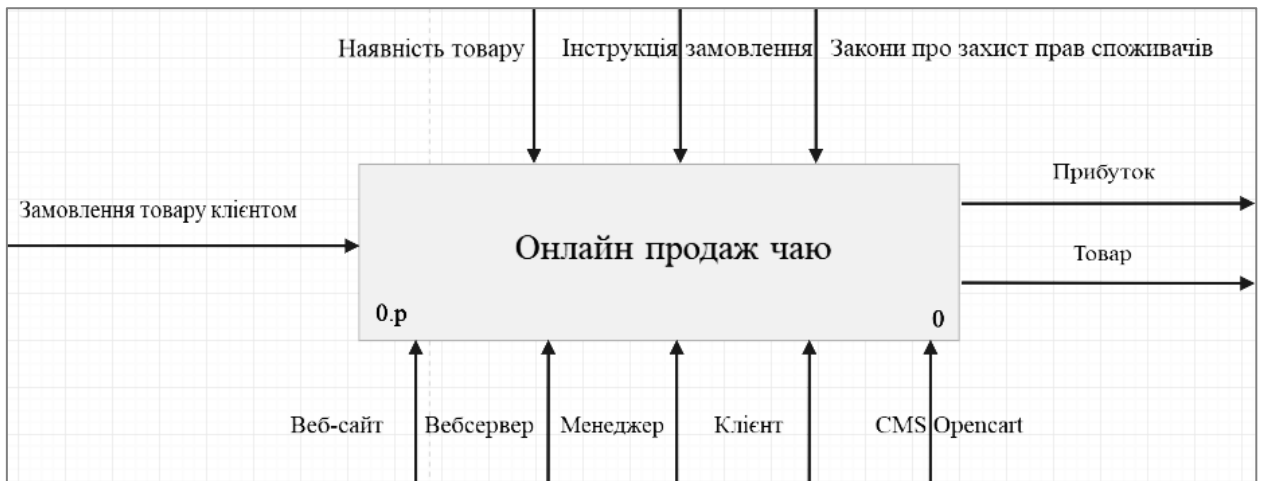 Наявність товару
Інструкція замовлення
Закони про захист прав споживачів
Прибуток
Замовлення товару клієнтом
Онлайн продаж чаю
Товар
0.р
0
Веб-сайт
Вебсервер
Менеджер
Клієнт
CMS Opencart